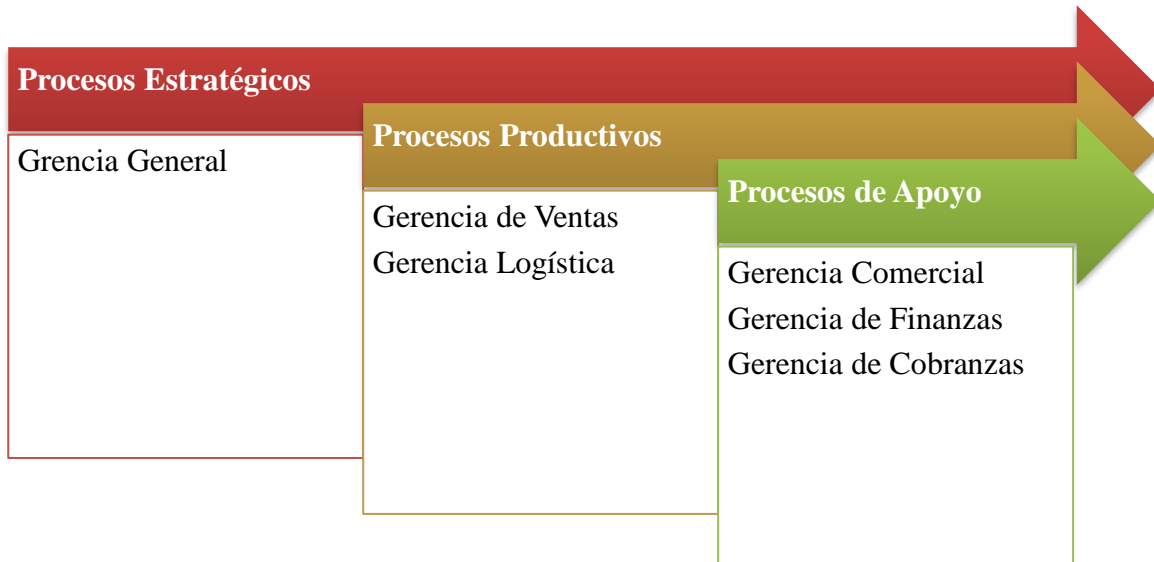 Procesos Estratégicos
Grencia General
Procesos Productivos
Gerencia de Ventas
Gerencia Logística
Procesos de Apoyo
Gerencia Comercial
Gerencia de Finanzas
Gerencia de Cobranzas